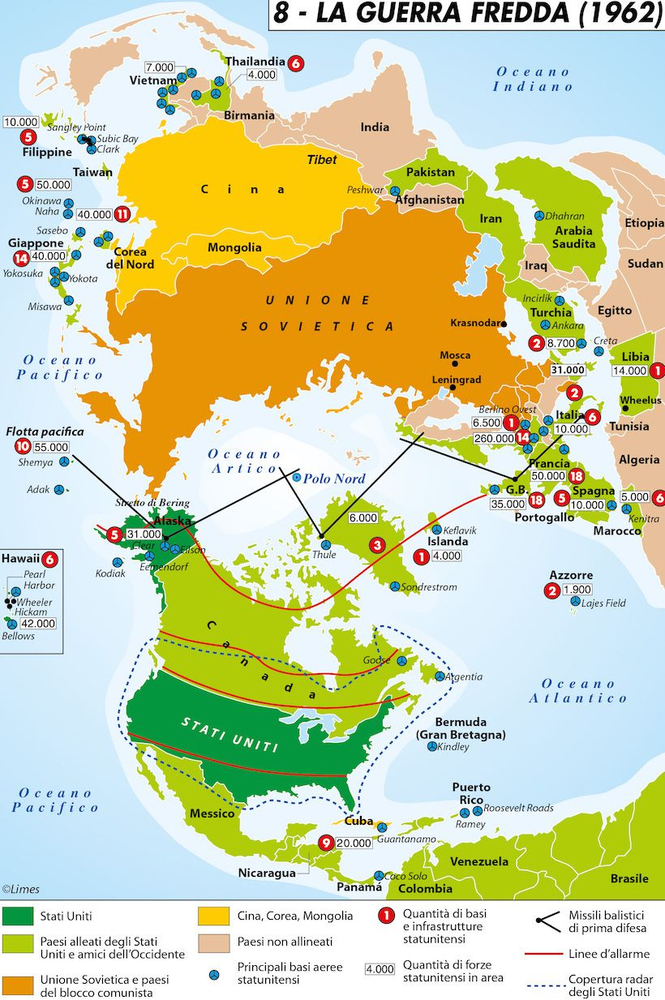 8 - LA GUERRA FREDDA (1962)
Oceano
Indiano
7.000
Thailandia
6
4.000
Vietnam
Birmania
India
10.000
5
Filippine
Sangley Point
Subic Bay
Clark
Taiwan
Tibet
Cina
Pakistan
Peshwar
Afghanistan
Iran
Dhahran
Arabia
Saudita
Etiopia
Sudan
Iraq
Egitto
5
50.000
Okinawa
Naha
40.000
11
Sasebo
Giappone
14
40.000
Yokosuka
Yokota
Misawa
Corea
del Nord
Mongolia
UNIONE
SOVIETICA
Krasnodar
Mosca
Leningrad
Incirlik
Turchia
Ankara
2
8.700
Creta
31.000
2
Libia
14.000
1
Wheelus
Tunisia
Algeria
Oceano
Pacifico
Berlino Ovest
6.500
1
260.000
14
Italia
6
10.000
Francia
50.000
18
G.B.
35.000
18
Portogallo
5
Spagna
10.000
5.000
6
Kenitra
Marocco
Flotta pacifica
10
55.000
Shemya
Adak
Oceano
Artico
Polo Nord
Stretto di Bering
Alaska
5
31.000
Clear
Eilson
Eemendorf
Kodiak
6.000
3
Thule
Sondrestrom
Keflavik
Islanda
1
4.000
Azzorre
2
1.900
Lajes Field
Hawaii
6
Pearl
Harbor
Wheeler
Hickam
42.000
Bellows
Canada
Goose
Argentia
STATI UNITI
Oceano
Atlantico
Bermuda
(Gran Bretagna)
Kindley
Oceano
Pacifico
Messico
Cuba
Guantanamo
9
20.000
Puerto
Rico
Roosevelt Roads
Ramey
Nicaragua
Panamá
Coco Solo
Colombia
Venezuela
Brasile
©Limes
Stati Uniti
Paesi alleati degli Stati
Uniti e amici dell'Occidente
Unione Sovietica e paesi
del blocco comunista
Cina, Corea, Mongolia
Paesi non allineati
Principali basi aeree
statunitensi
1
Quantità di basi
e infrastrutture
statunitensi
4.000
Quantità di forze
statunitensi in area
Missili balistici
di prima difesa
Linee d'allarme
Copertura radar
degli Stati Uniti